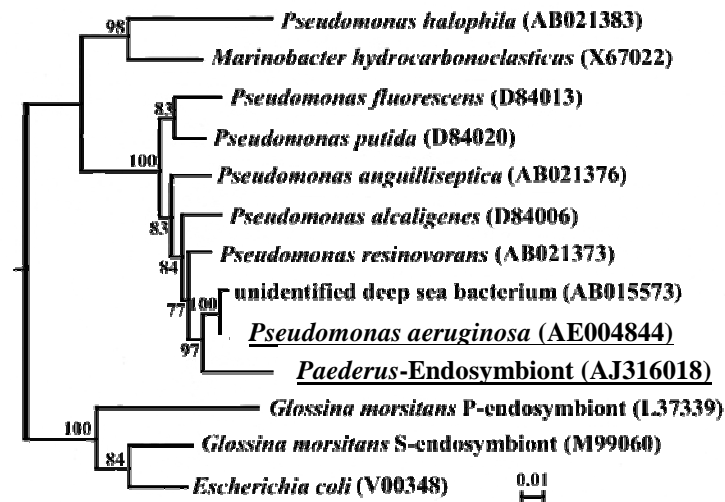 98
Pseudomonas halophila (AB021383)
Marinobacter hydrocarbonoclasticus (X67022)
83
Pseudomonas fluorescens (D84013)
Pseudomonas putida (D84020)
100
Pseudomonas anguilliseptica (AB021376)
83
Pseudomonas alcaligenes (D84006)
84
Pseudomonas resinovorans (AB021373)
77
100
unidentified deep sea bacterium (AB015573)
Pseudomonas aeruginosa (AE004844)
97
Paederus-Endosymbiont (AJ316018)
100
Glossina morsitans P-endosymbiont (L37339)
Glossina morsitans S-endosymbiont (M99060)
84
Escherichia coli (V00348)
0.01